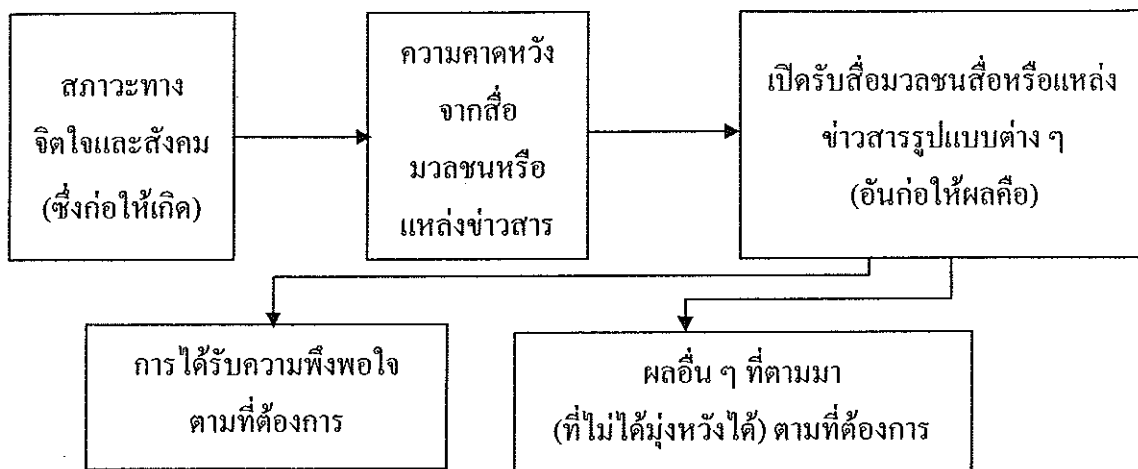 สภาวะทาง
จิตใจและสังคม
(ซึ่งก่อให้เกิด)
ความคาดหวัง
จากสื่อ
มวลชนหรือ
แหล่งข่าวสาร
เปิดรับสื่อมวลชนสื่อหรือแหล่ง
ข่าวสารรูปแบบต่าง ๆ
(อันก่อให้ผลคือ)
การได้รับความพึงพอใจ
ตามที่ต้องการ
ผลอื่น ๆ ที่ตามมา
(ที่ไม่ได้มุ่งหวังได้) ตามที่ต้องการ